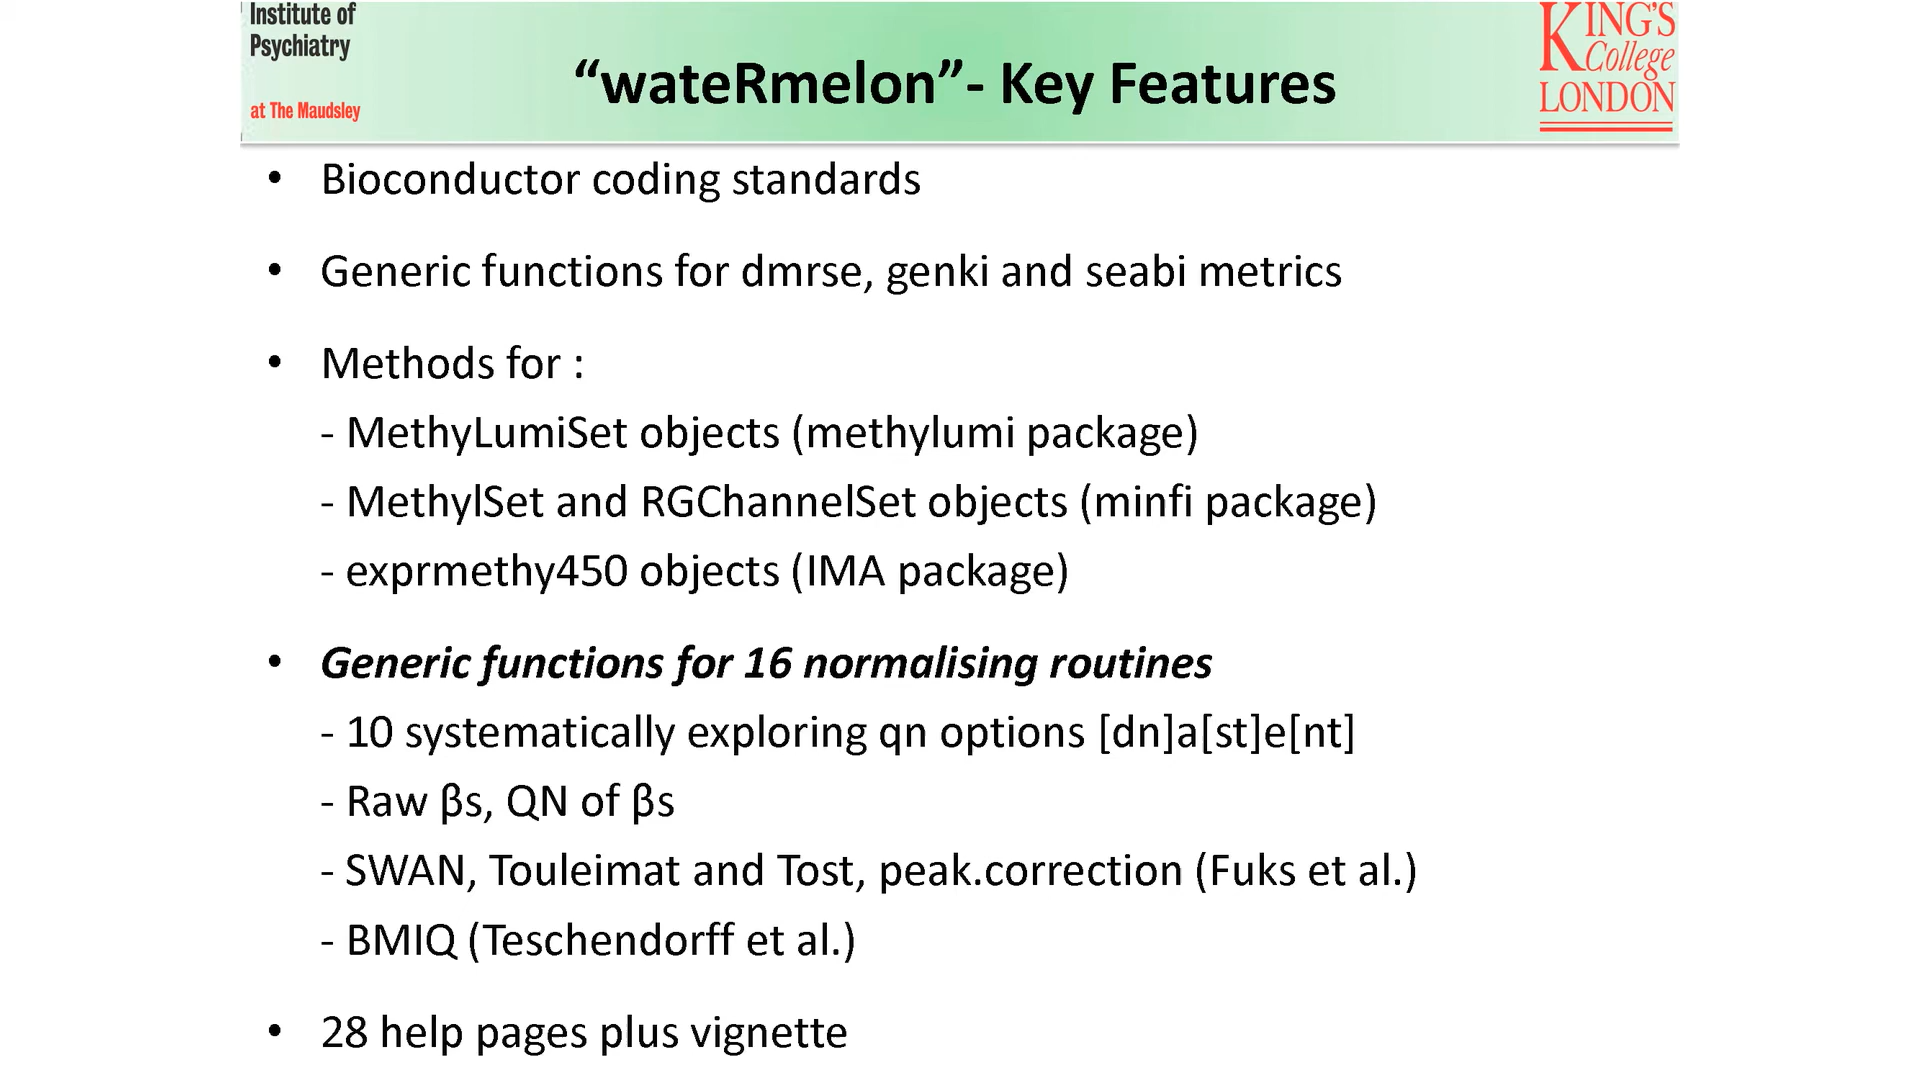 Institute of
Psychiatry
at The Maudsley
“wateRmelon”- Key Features
KING'S
College
LONDON
• Bioconductor coding standards
• Generic functions for dmrse, genki and seabi metrics
• Methods for :
- MethyLumiSet objects (methylumi package)
- MethylSet and RGChannelSet objects (minfi package)
- exprmethy450 objects (IMA package)
• Generic functions for 16 normalising routines
- 10 systematically exploring qn options [dn]a[st]e[nt]
- Raw βs, QN of βs
- SWAN, Touleimat and Tost, peak.correction (Fuks et al.)
- BMIQ (Teschendorff et al.)
• 28 help pages plus vignette